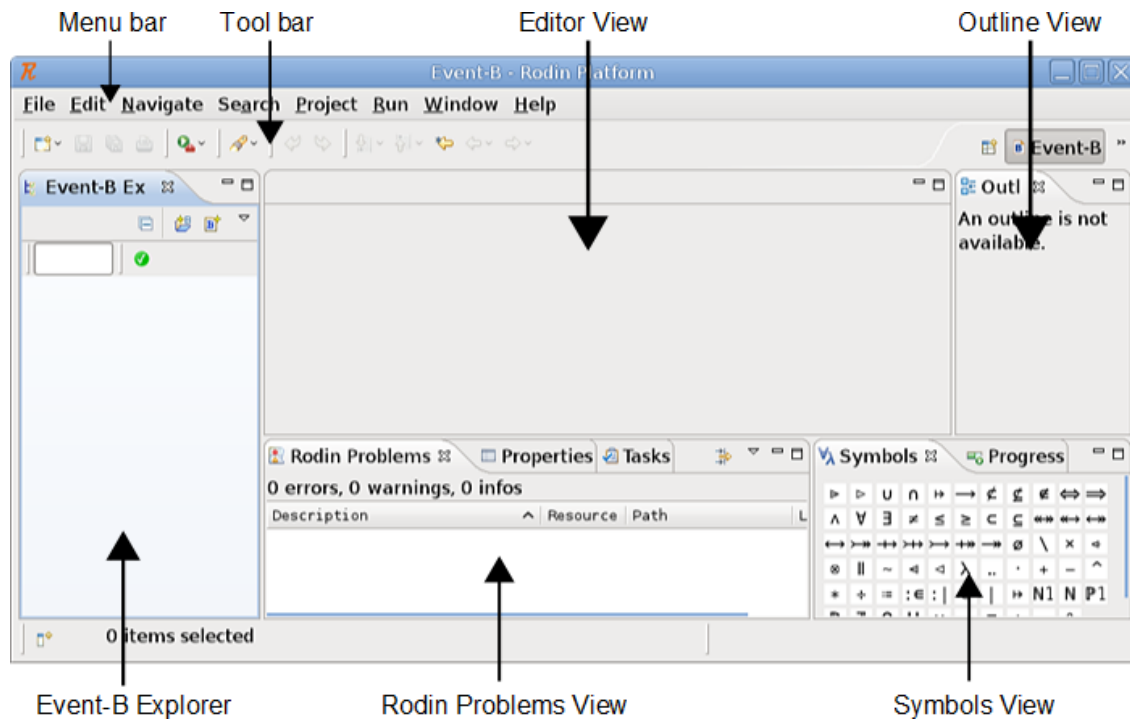 Menu bar Tool bar Editor View Outline View
Event-B - Rodin Platform
File Edit Navigate Search Project Run Window Help
Event-B
Event-B Ex
Outl
An outline is not
available.
Rodin Problems Properties Tasks
Symbols Progress
0 errors, 0 warnings, 0 infos
Description Resource Path L
N1 N P1
0 items selected
Event-B Explorer Rodin Problems View Symbols View